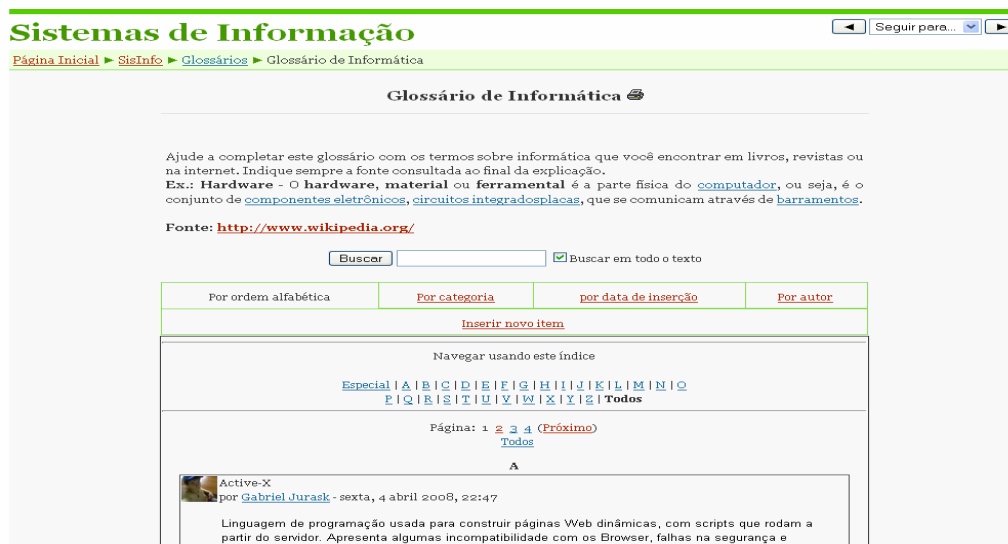 Sistemas de Informação
◄ Seguir para... ►
Página Inicial ► SisInfo ► Glossários ► Glossário de Informática
Glossário de Informática
Ajude a completar este glossário com os termos sobre informática que você encontrar em livros, revistas ou
na internet. Indique sempre a fonte consultada ao final da explicação.
Ex.: Hardware - O hardware, material ou ferramental é a parte física do computador, ou seja, é o
conjunto de componentes eletrônicos, circuitos integradosplacas, que se comunicam através de barramentos.
Fonte: http://www.wikipedia.org/
Buscar Buscar em todo o texto
Por ordem alfabética Por categoria por data de inserção Por autor
Inserir novo item
Navegar usando este índice
Especial | A | B | C | D | E | F | G | H | I | J | K | L | M | N | O
P | Q | R | S | T | U | V | W | X | Y | Z | Todos
Página: 1 2 3 4 (Próximo)
Todos
A
Active-X
por Gabriel Jurask - sexta, 4 abril 2008, 22:47
Linguagem de programação usada para construir páginas Web dinâmicas, com scripts que rodam a
partir do servidor. Apresenta algumas incompatibilidade com os Browser, falhas na segurança e